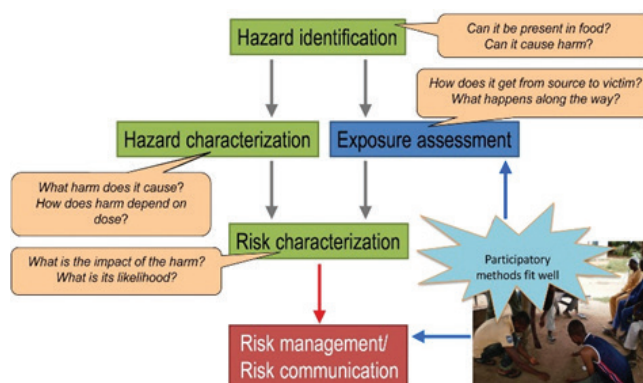 Hazard identification
Can it be present in food?
Can it cause harm?
How does it get from source to victim?
What happens along the way?
Hazard characterization
Exposure assessment
What harm does it cause?
How does harm depend on
dose?
Risk characterization
What is the impact of the harm?
What is its likelihood?
Participatory
methods fit well
Risk management/
Risk communication